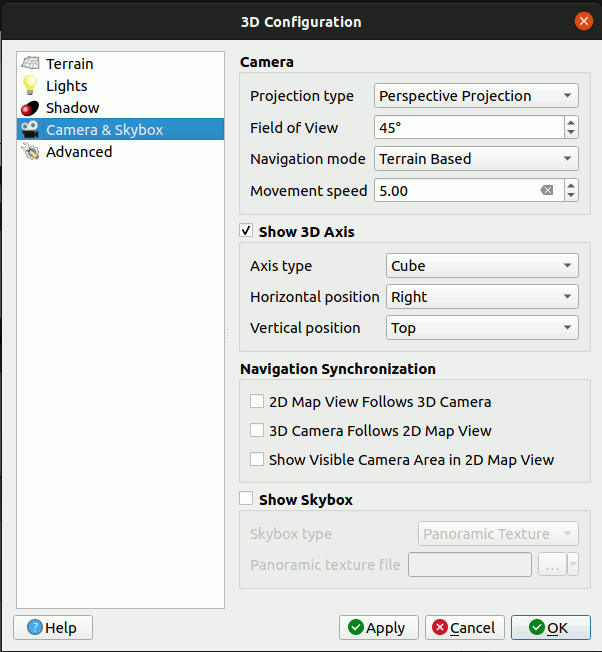 3D Configuration
Terrain
Lights
Shadow
Camera & Skybox
Advanced
Camera
Projection type Perspective Projection
Field of View 45°
Navigation mode Terrain Based
Movement speed 5.00
Show 3D Axis
Axis type Cube
Horizontal position Right
Vertical position Top
Navigation Synchronization
2D Map View Follows 3D Camera
3D Camera Follows 2D Map View
Show Visible Camera Area in 2D Map View
Show Skybox
Skybox type Panoramic Texture
Panoramic texture file ...
Help Apply Cancel OK